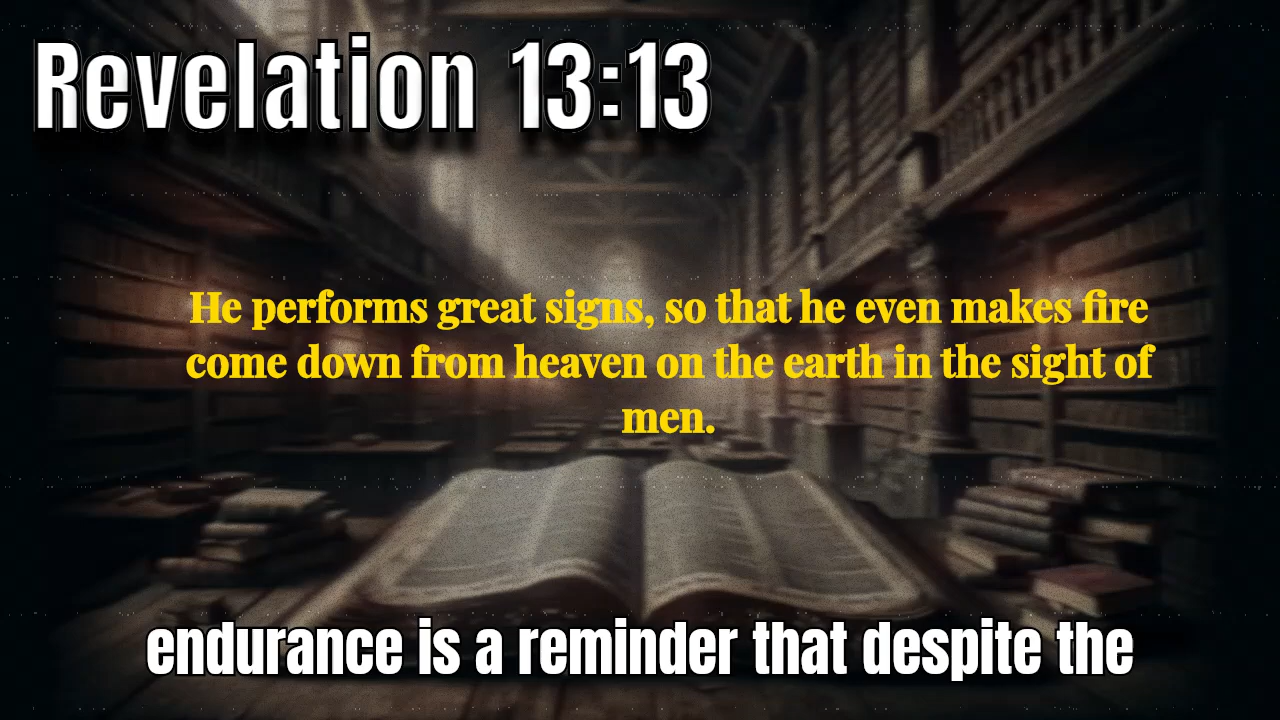 Revelation 13:13
He performs great signs, so that he even makes fire
come down from heaven on the earth in the sight of
men.
endurance is a reminder that despite the